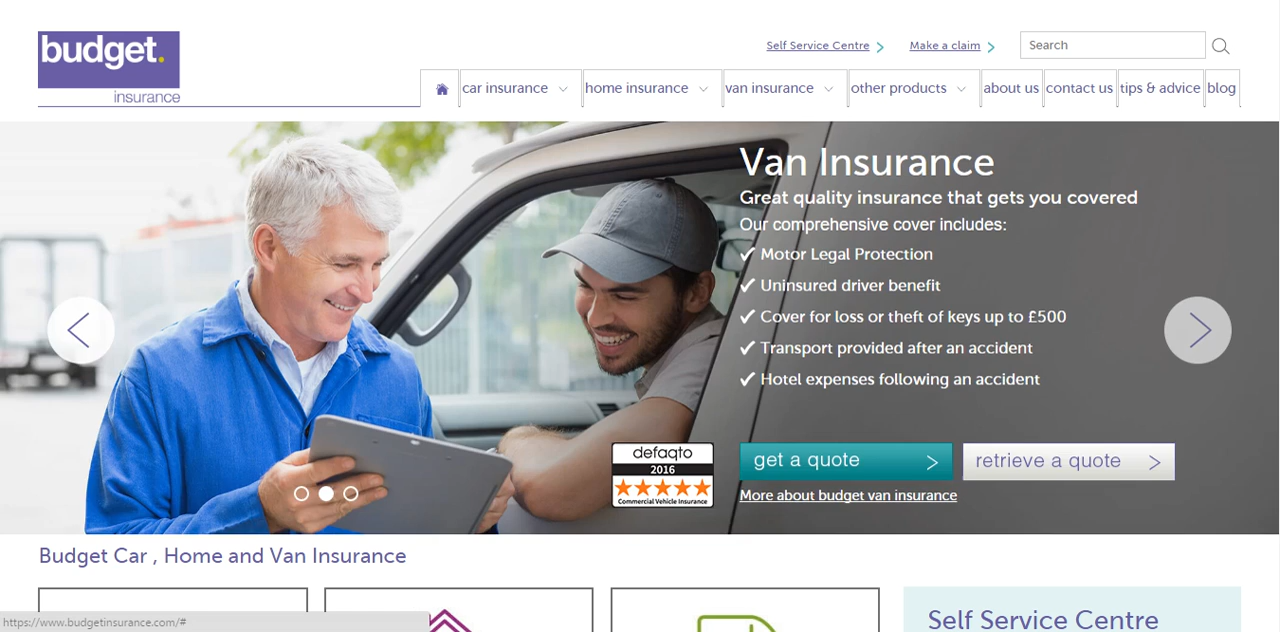 budget.
insurance
Self Service Centre
Make a claim
Search
car insurance
home insurance
van insurance
other products
about us
contact us
tips & advice
blog
Van Insurance
Great quality insurance that gets you covered
Our comprehensive cover includes:
Motor Legal Protection
Uninsured driver benefit
Cover for loss or theft of keys up to £500
Transport provided after an accident
Hotel expenses following an accident
defaqto
2016
Commercial Vehicle Insurance
get a quote
retrieve a quote
More about budget van insurance
Budget Car , Home and Van Insurance
Self Service Centre
https://www.budgetinsurance.com/#